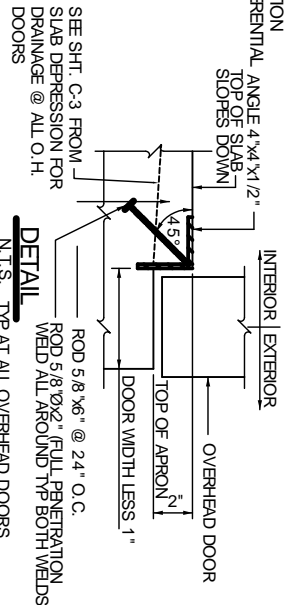 INTERIOR
EXTERIOR
ANGLE 4"x4"x1/2"
TOP OF SLAB
SLOPES DOWN
OVERHEAD DOOR
45°
2"
TOP OF APRON
DOOR WIDTH LESS 1"
SEE SHT. C-3 FROM
SLAB DEPRESSION FOR
DRAINAGE @ ALL O.H.
DOORS
ROD 5/8"x6" @ 24" O.C.
ROD 5/8"Øx2" (FULL PENETRATION
WELD ALL AROUND TYP BOTH WELDS
DETAIL
N.T.S. TYP AT ALL OVERHEAD DOORS